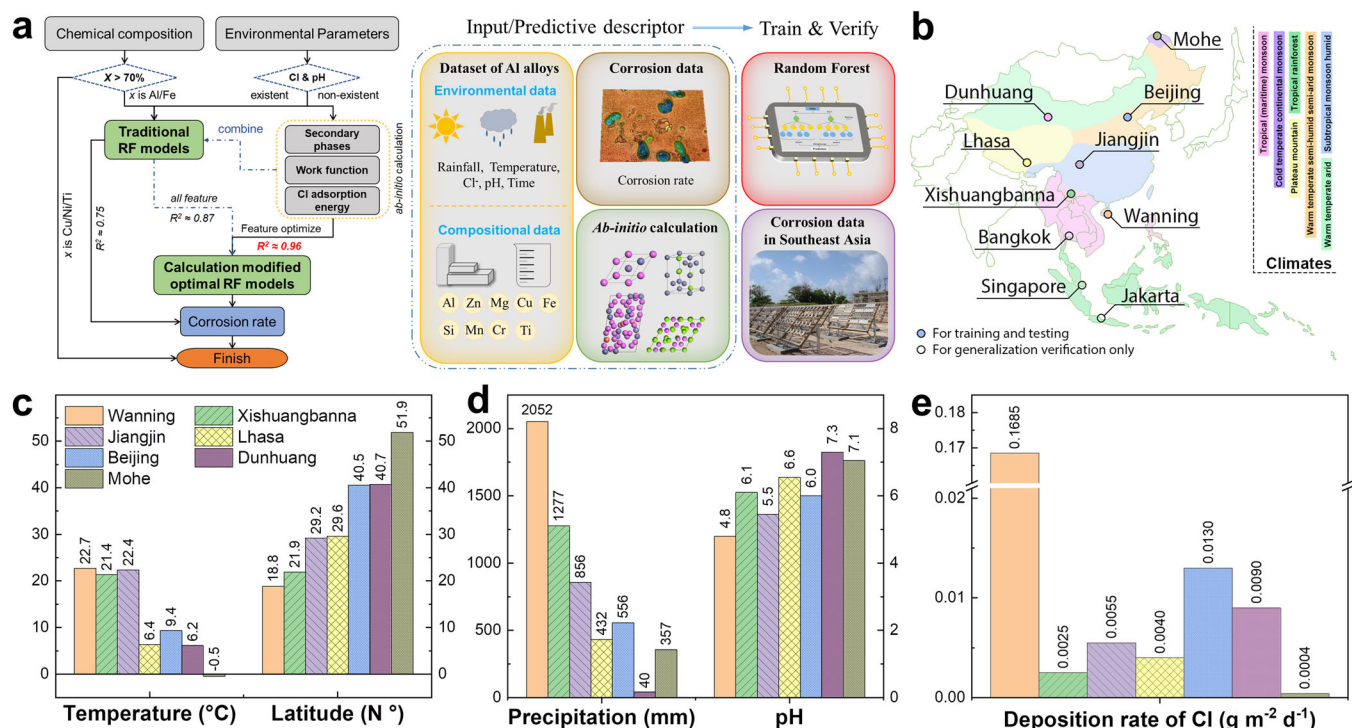 a
Chemical composition
Environmental Parameters
X > 70%
Cl & pH
x is Al/Fe
existent
non-existent
Traditional
RF models
combine
Secondary
phases
Work function
Cl adsorption
energy
ab-initio calculation
x is Cu/Ni/Ti
R² ≈ 0.75
all feature
R² ≈ 0.87
Feature optimize
R² ≈ 0.96
Calculation modified
optimal RF models
Corrosion rate
Finish
Input/Predictive descriptor
Train & Verify
Dataset of Al alloys
Environmental data
Rainfall, Temperature,
Cl⁻, pH, Time
Compositional data
Al Zn Mg Cu Fe
Si Mn Cr Ti
Corrosion data
Corrosion rate
Ab-initio calculation
Random Forest
Corrosion data
in Southeast Asia
b
Mohe
Dunhuang
Beijing
Lhasa
Jiangjin
Xishuangbanna
Wanning
Bangkok
Singapore
Jakarta
For training and testing
For generalization verification only
Tropical (maritime) monsoon
Cold temperate continental monsoon
Plateau mountain
Tropical rainforest
Warm temperate semi-humid semi-arid monsoon
Warm temperate arid
Subtropical monsoon humid
Climates
c
Wanning
Xishuangbanna
Jiangjin
Lhasa
Beijing
Dunhuang
Mohe
50
40
30
20
10
0
22.7
21.4
22.4
6.4
9.4
6.2
-0.5
18.8
21.9
29.2
29.6
40.5
40.7
51.9
50
40
30
20
10
0
Temperature (°C)
Latitude (N °)
d
2000
1500
1000
500
0
2052
1277
856
432
556
40
357
4.8
6.1
5.5
6.6
6.0
7.3
7.1
8
6
4
2
0
Precipitation (mm)
pH
e
0.18
0.17
0.02
0.01
0.00
0.1685
0.0025
0.0055
0.0040
0.0130
0.0090
0.0004
Deposition rate of Cl (g m⁻² d⁻¹)